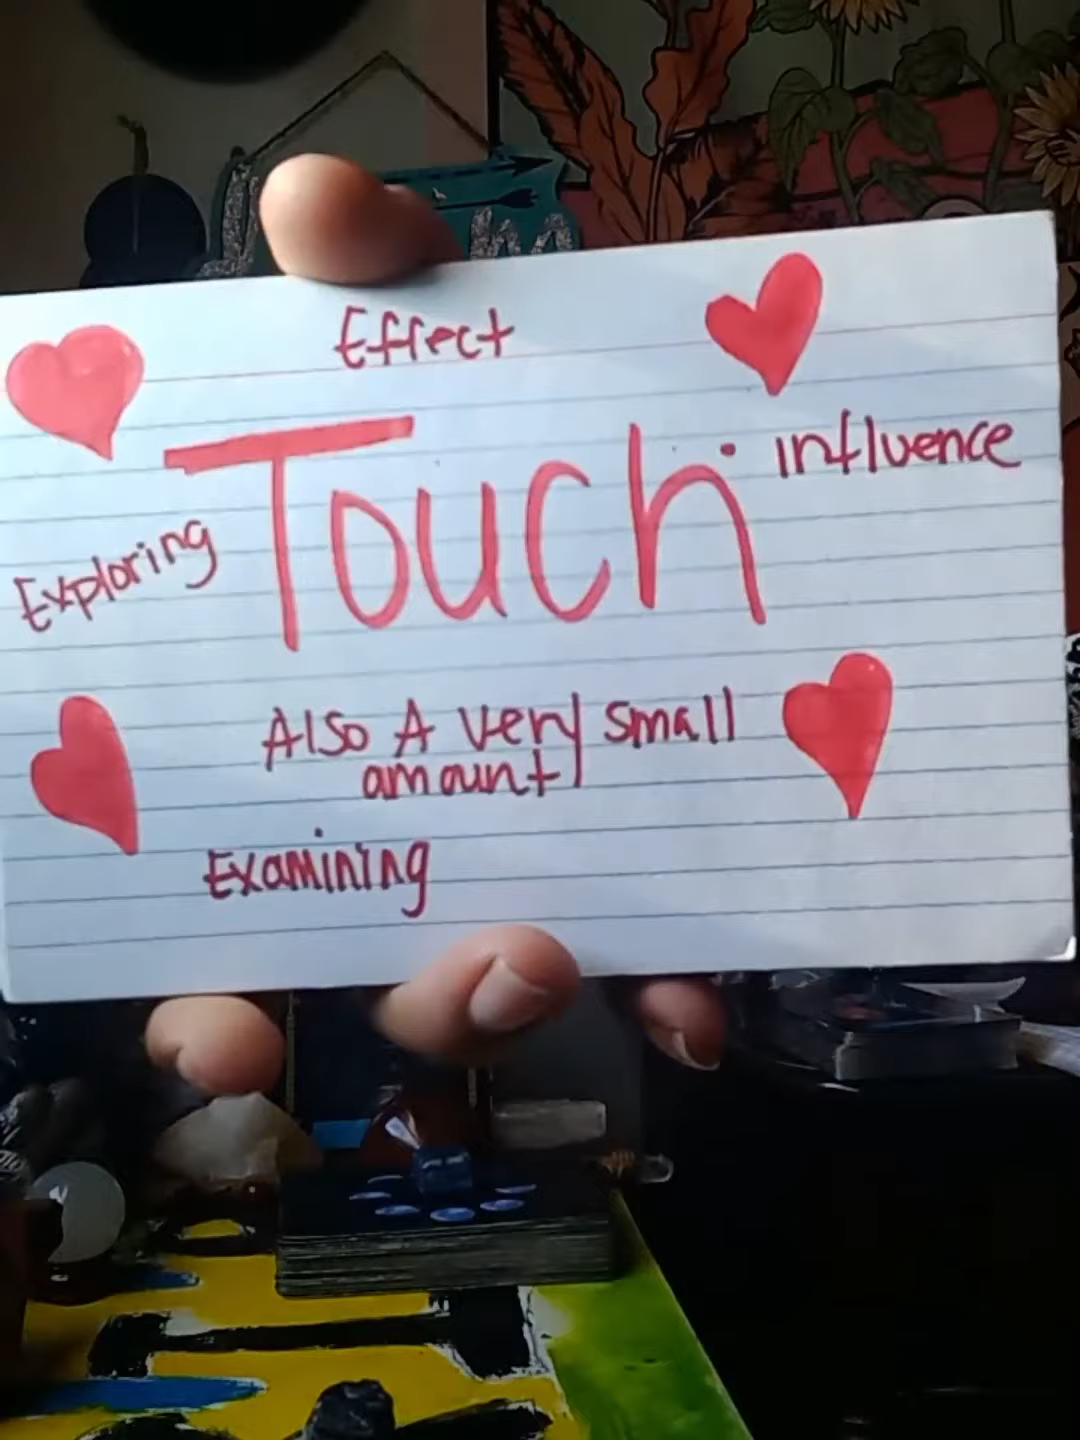 Effect
Touch
influence
Exploring
Also A very small
amount
Examining